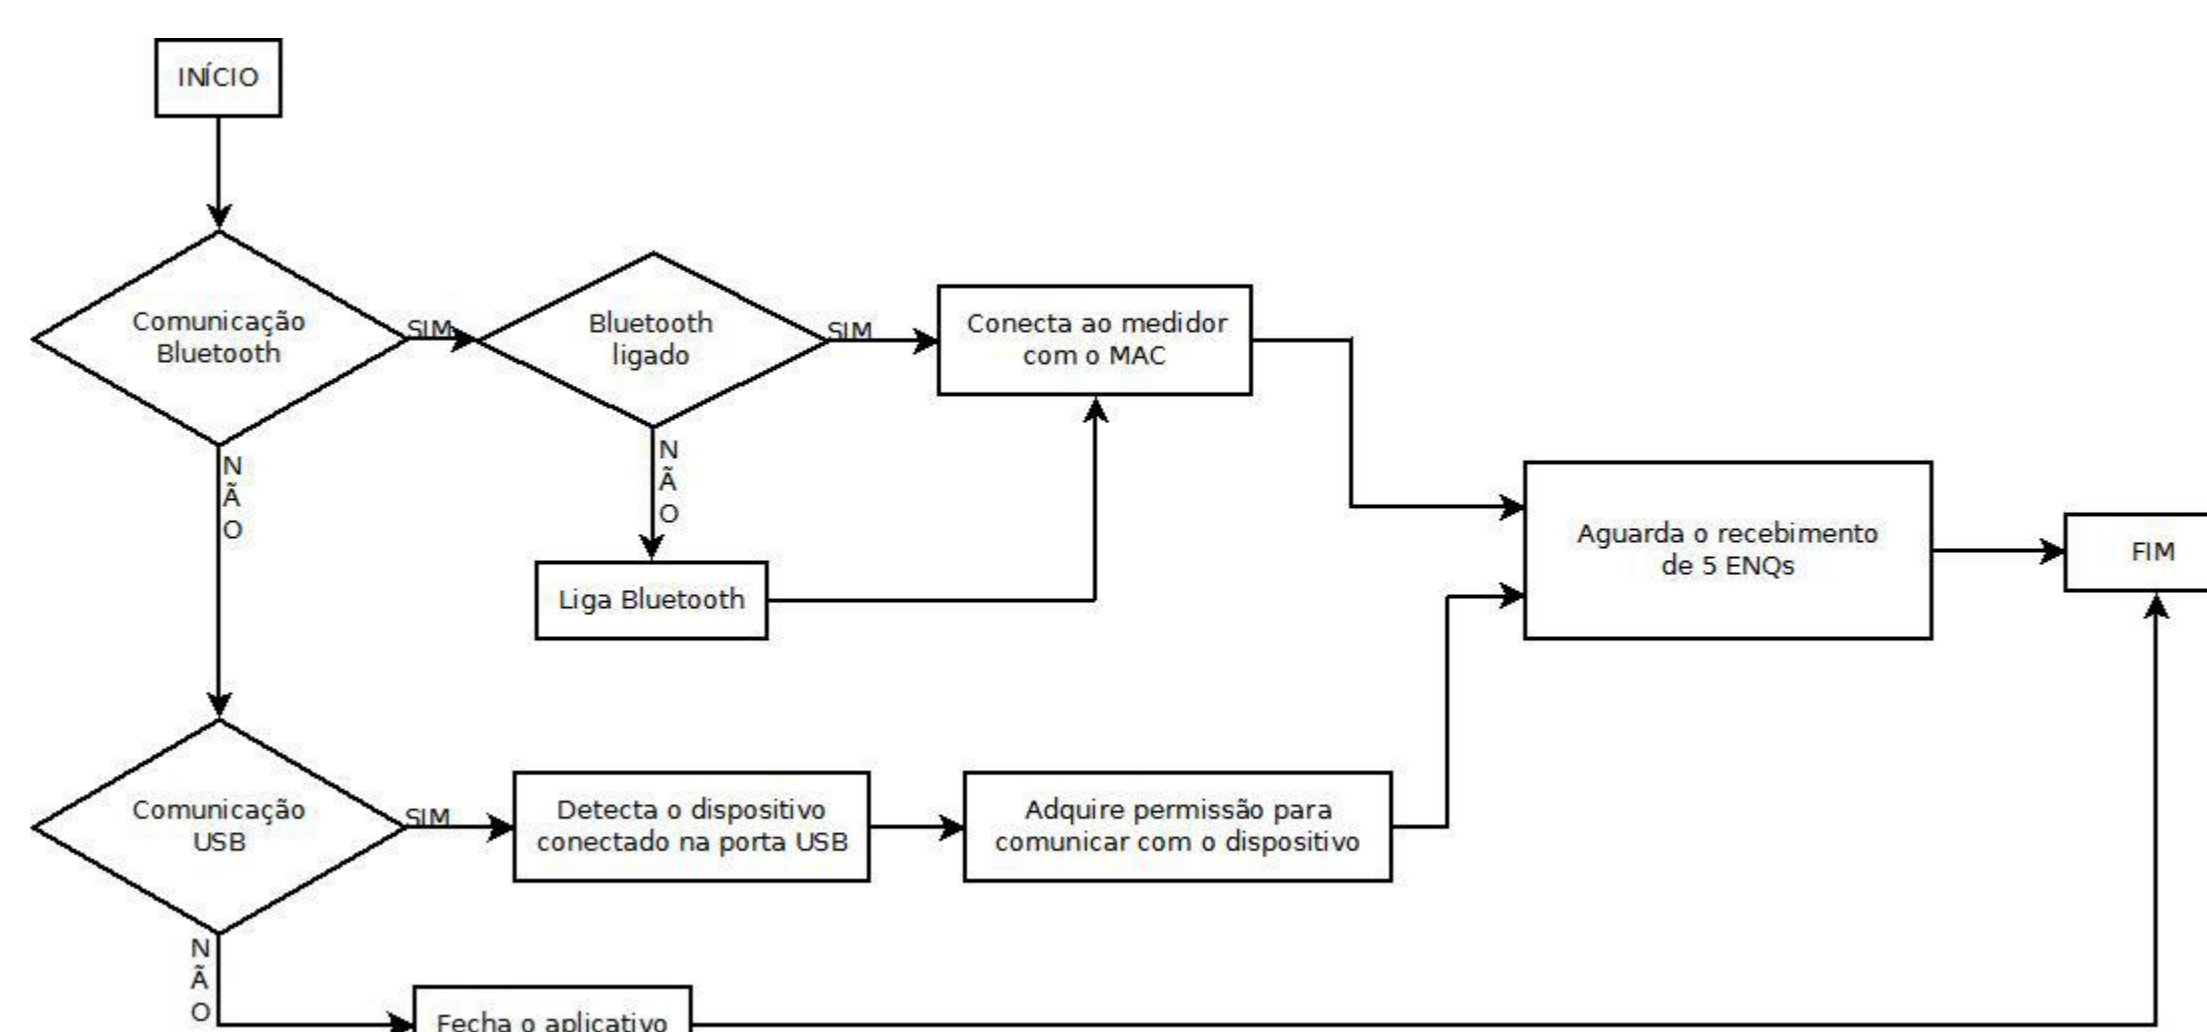 INÍCIO
Comunicação
Bluetooth
SIM
Bluetooth
ligado
SIM
Conecta ao medidor
com o MAC
N
Ã
O
N
Ã
O
Liga Bluetooth
Aguarda o recebimento
de 5 ENQs
FIM
Comunicação
USB
SIM
Detecta o dispositivo
conectado na porta USB
Adquire permissão para
comunicar com o dispositivo
N
Ã
O
Fecha o aplicativo